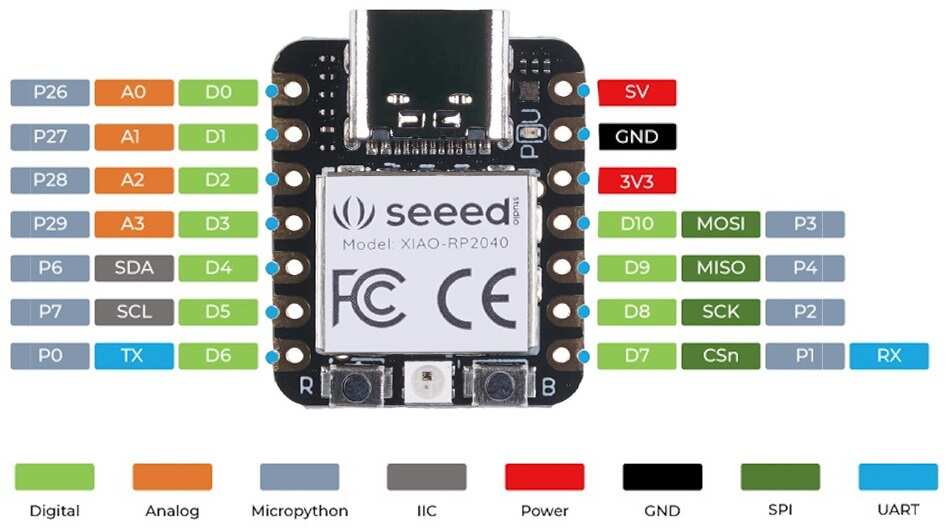 P26 A0 D0 5V
P27 A1 D1 GND
P28 A2 D2 3V3
P29 A3 D3 D10 MOSI P3
P6 SDA D4 D9 MISO P4
P7 SCL D5 D8 SCK P2
P0 TX D6 D7 CSn P1 RX
P U
seeed studio
Model: XIAO-RP2040
FC CE
R B
Digital Analog Micropython IIC Power GND SPI UART